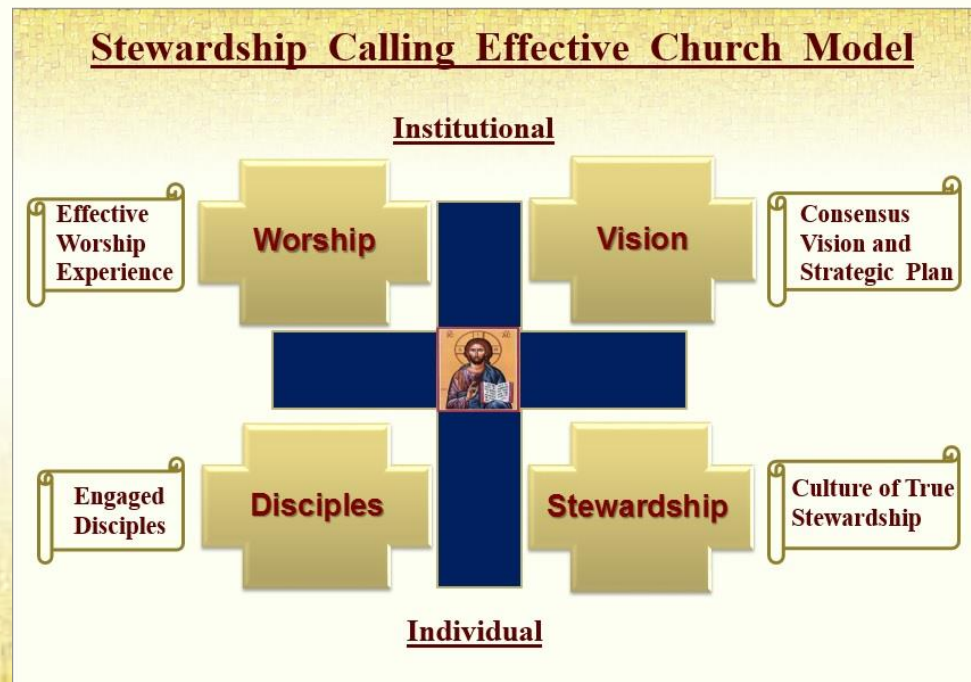 Stewardship Calling Effective Church Model
Institutional
Effective
Worship
Experience
Worship
Vision
Consensus
Vision and
Strategic Plan
Engaged
Disciples
Disciples
Stewardship
Culture of True
Stewardship
Individual